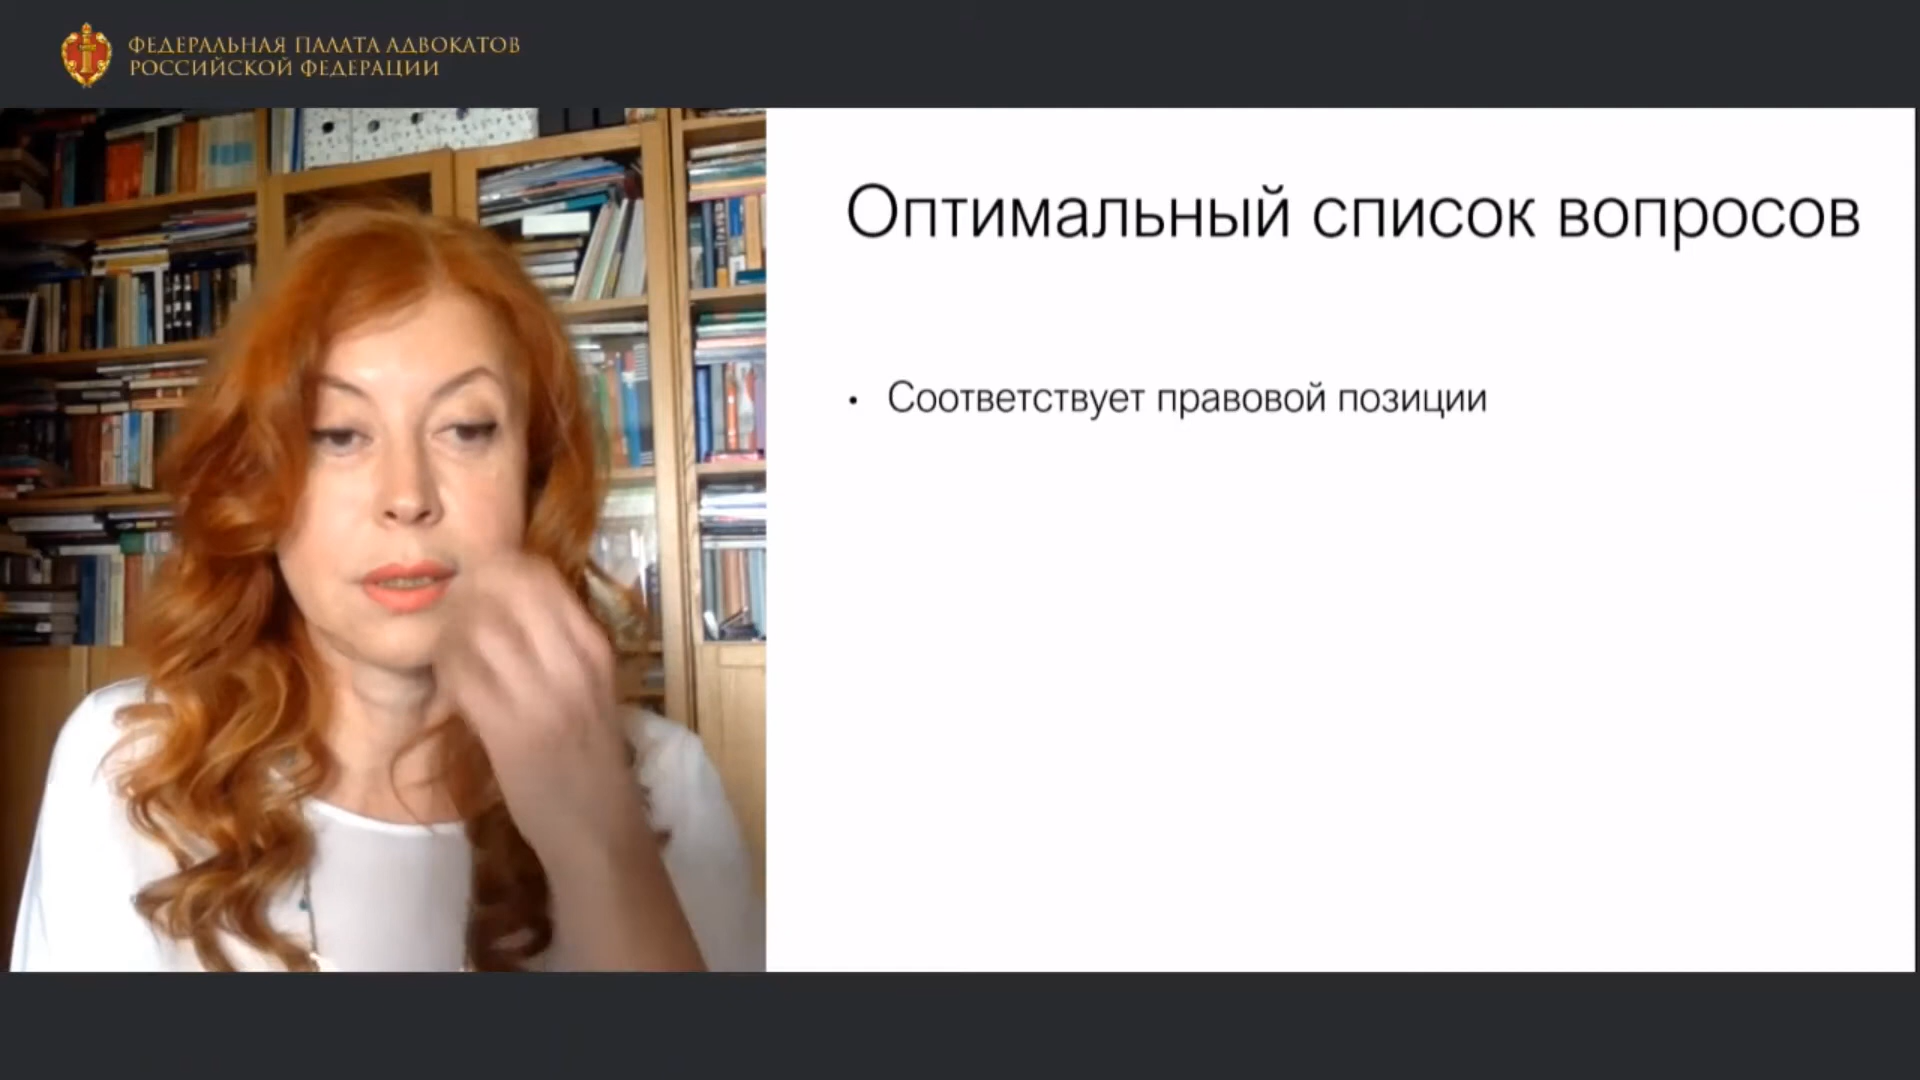 ФЕДЕРАЛЬНАЯ ПАЛАТА АДВОКАТОВ
РОССИЙСКОЙ ФЕДЕРАЦИИ
Оптимальный список вопросов
• Соответствует правовой позиции